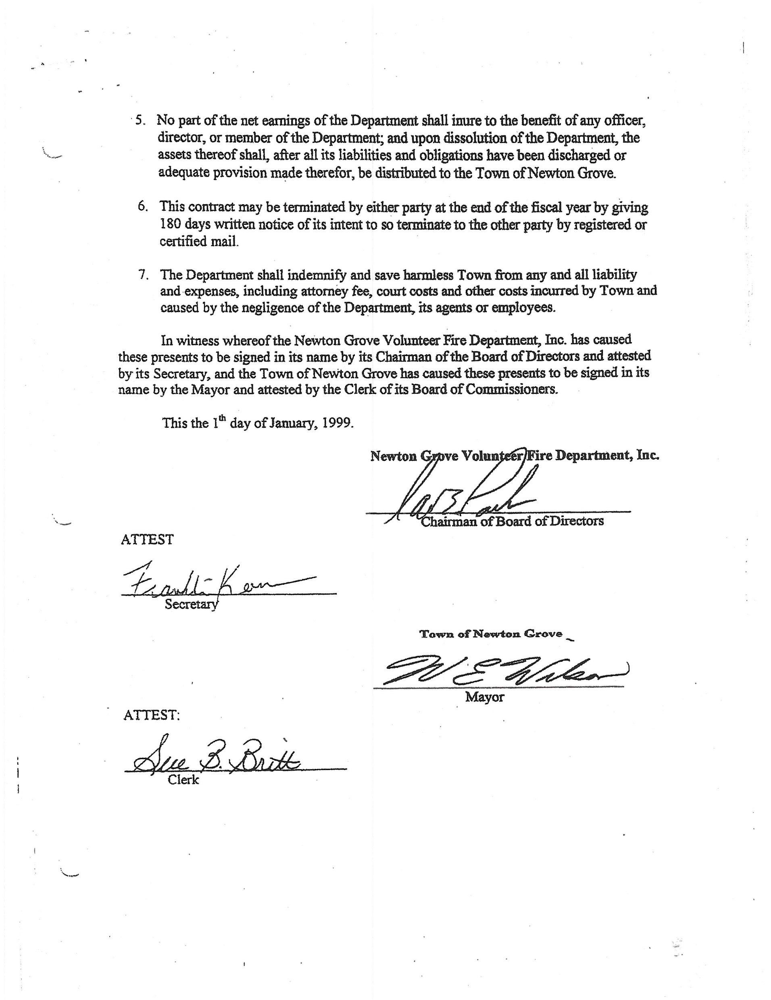 5. No part of the net earnings of the Department shall inure to the benefit of any officer,
director, or member of the Department; and upon dissolution of the Department, the
assets thereof shall, after all its liabilities and obligations have been discharged or
adequate provision made therefor, be distributed to the Town of Newton Grove.
6. This contract may be terminated by either party at the end of the fiscal year by giving
180 days written notice of its intent to so terminate to the other party by registered or
certified mail.
7. The Department shall indemnify and save harmless Town from any and all liability
and expenses, including attorney fee, court costs and other costs incurred by Town and
caused by the negligence of the Department, its agents or employees.
In witness whereof the Newton Grove Volunteer Fire Department, Inc. has caused
these presents to be signed in its name by its Chairman of the Board of Directors and attested
by its Secretary, and the Town of Newton Grove has caused these presents to be signed in its
name by the Mayor and attested by the Clerk of its Board of Commissioners.
This the 1th day of January, 1999.
Newton Grove Volunteer Fire Department, Inc.
Chairman of Board of Directors
ATTEST
Franklin
Secretary
Town of Newton Grove
W E Wilson
Mayor
ATTEST:
Sue B. Britt
Clerk